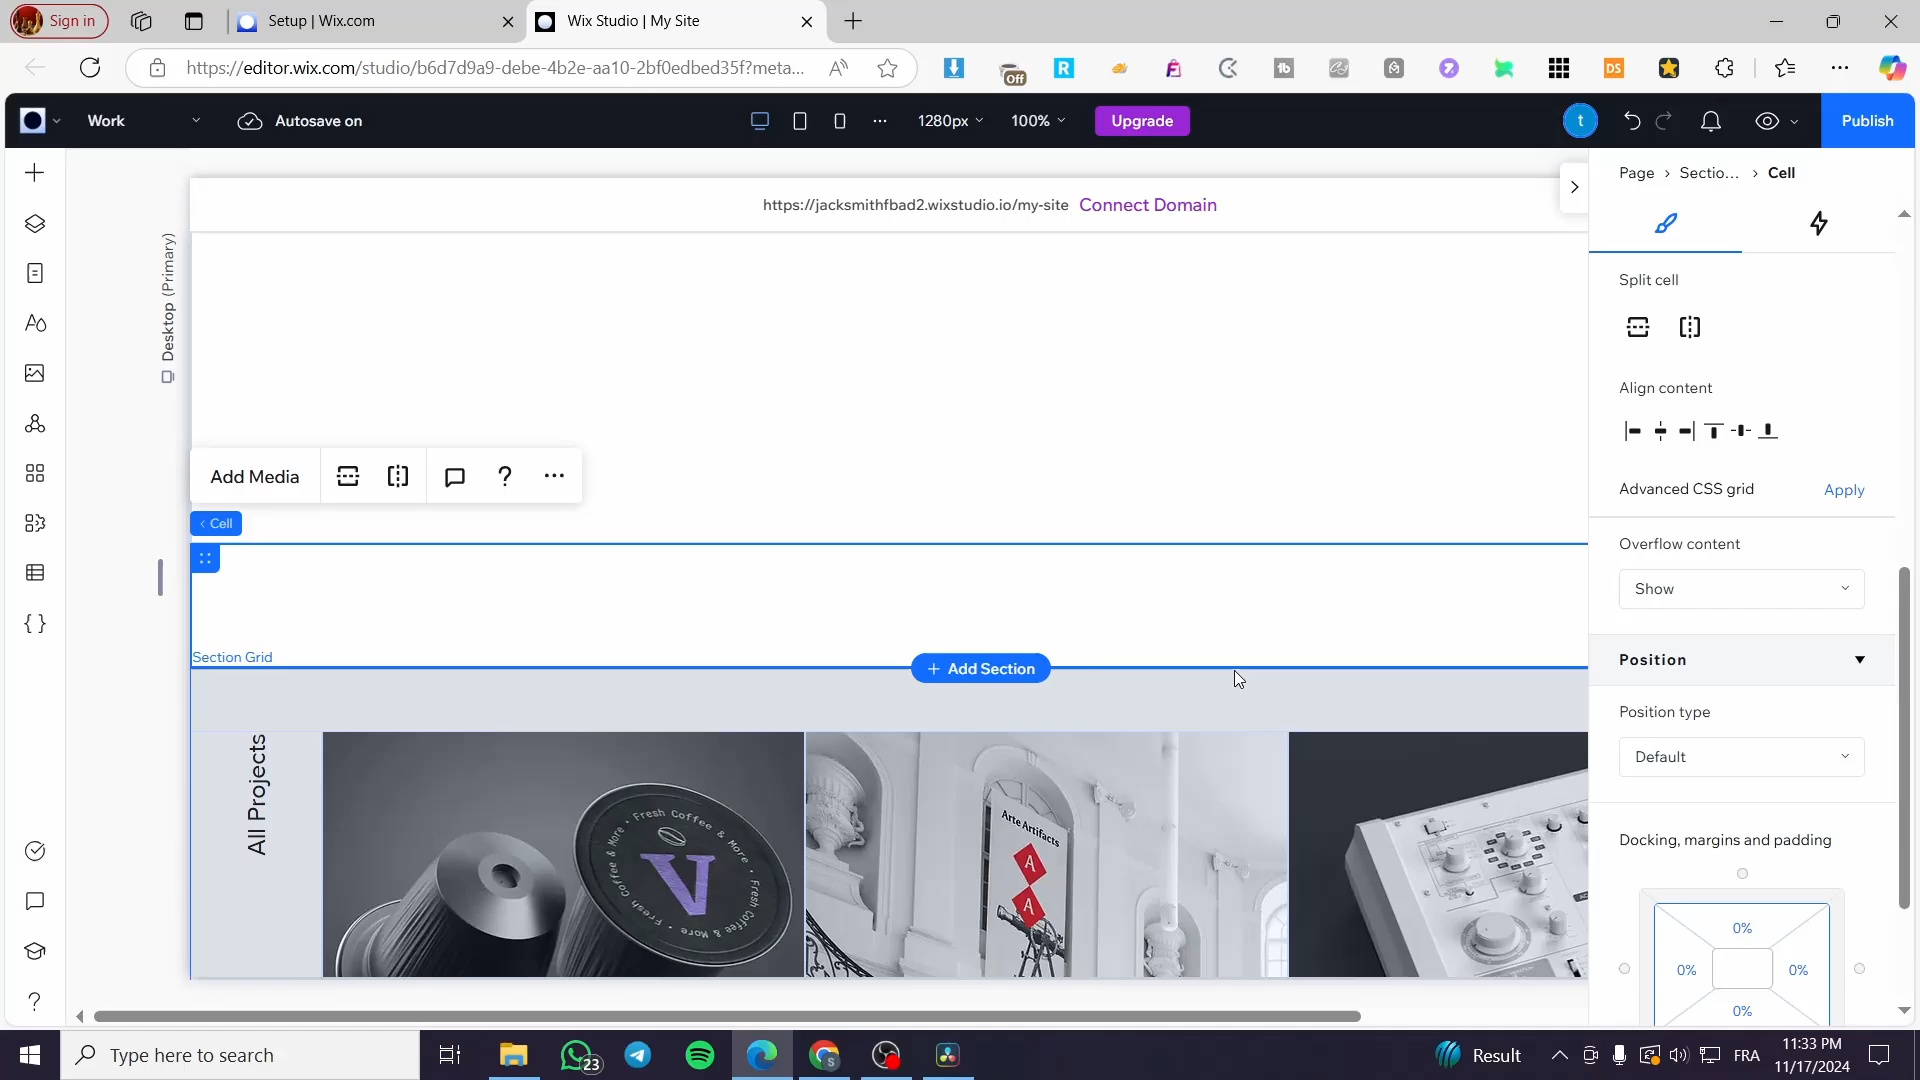 Sign in
Setup | Wix.com
Wix Studio | My Site
https://editor.wix.com/studio/b6d7d9a9-debe-4b2e-aa10-2bf0edbed35f?meta...
Off
Work
Autosave on
1280px
100%
Upgrade
t
Publish
https://jacksmithfbad2.wixstudio.io/my-site Connect Domain
Page > Sectio... > Cell
Desktop (Primary)
Split cell
Align content
Advanced CSS grid
Apply
Add Media
< Cell
Overflow content
Show
Section Grid
+ Add Section
Position
Position type
Default
All Projects
Fresh Coffee & More
V
Arte Artifacts
A
A
Docking, margins and padding
0%
0%
0%
0%
Type here to search
23
Result
FRA
11:33 PM
11/17/2024